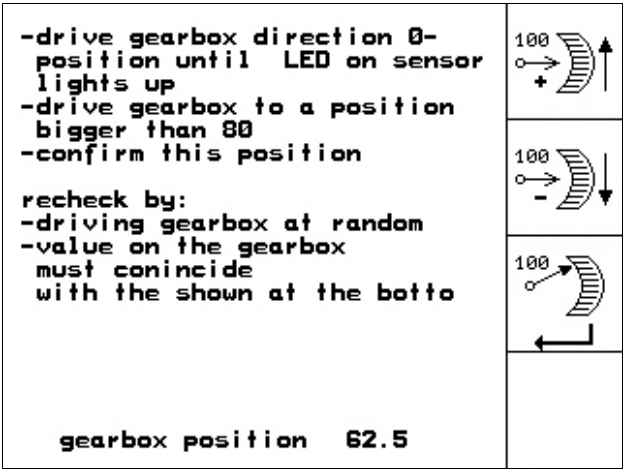 -drive gearbox direction 0-
position until LED on sensor
lights up
-drive gearbox to a position
bigger than 80
-confirm this position
recheck by:
-driving gearbox at random
-value on the gearbox
must conincide
with the shown at the botto
gearbox position 62.5
100
+
100
-
100